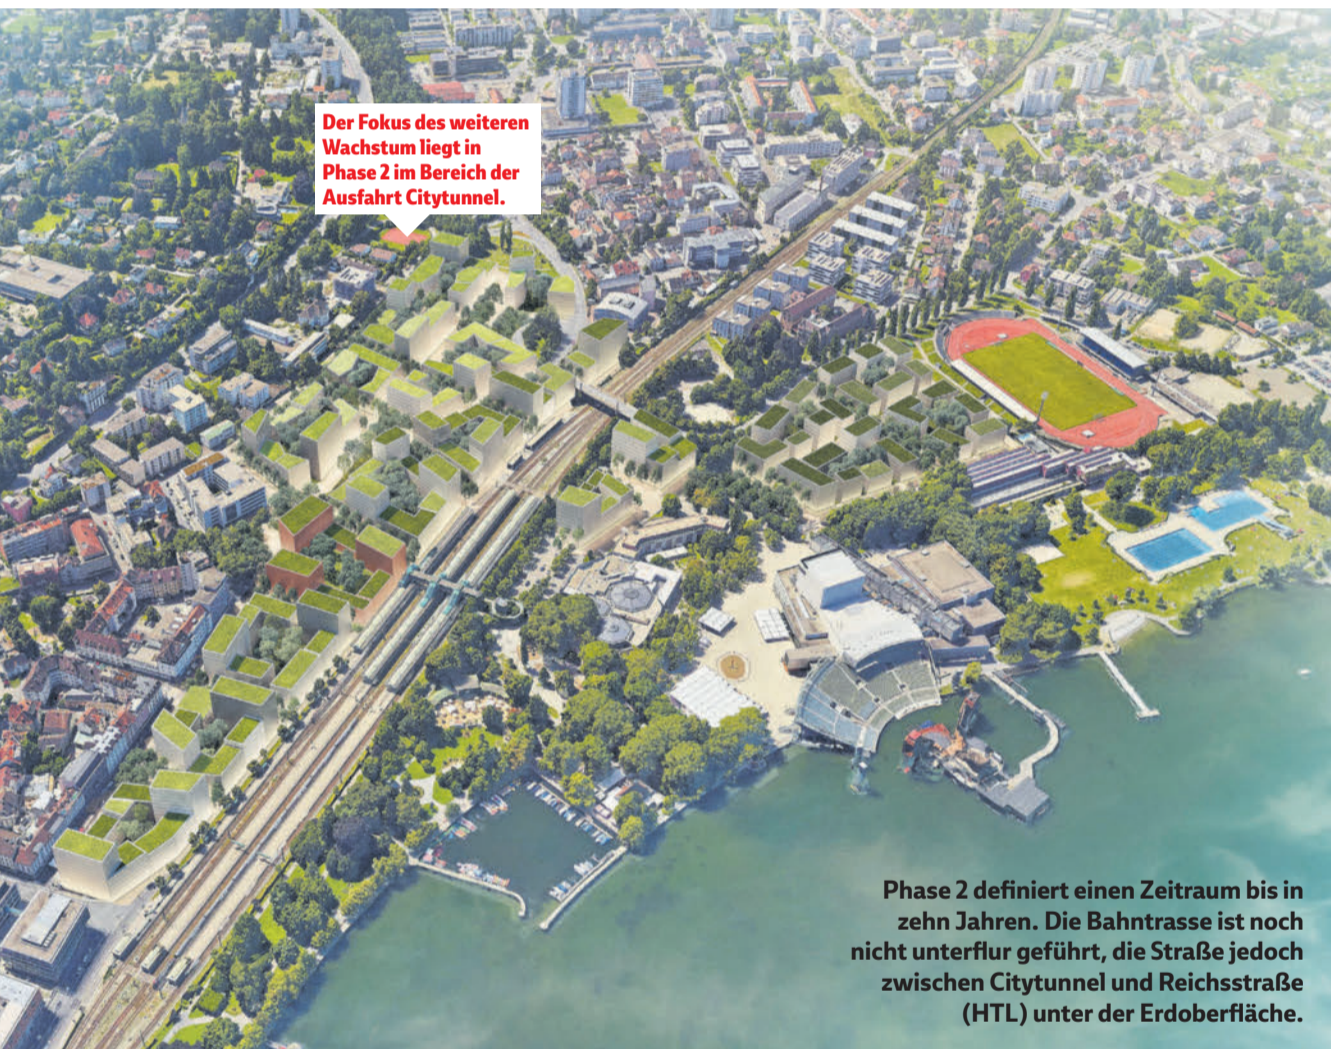 Der Fokus des weiteren
Wachstum liegt in
Phase 2 im Bereich der
Ausfahrt Citytunnel.
Phase 2 definiert einen Zeitraum bis in
zehn Jahren. Die Bahntrasse ist noch
nicht unterflur geführt, die Straße jedoch
zwischen Citytunnel und Reichsstraße
(HTL) unter der Erdoberfläche.